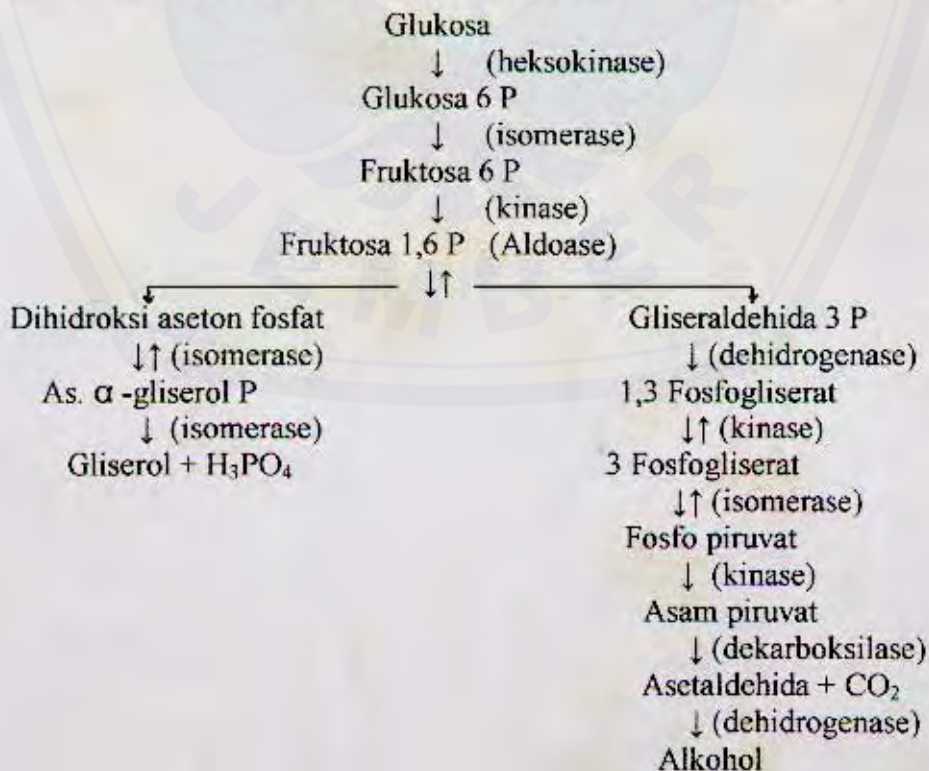 Glukosa
↓ (heksokinase)
Glukosa 6 P
↓ (isomerase)
Fruktosa 6 P
↓ (kinase)
Fruktosa 1,6 P (Aldoase)
↓↑
Dihidroksi aseton fosfat
↓↑ (isomerase)
As. α -gliserol P
↓ (isomerase)
Gliserol + H₃PO₄
Gliseraldehida 3 P
↓ (dehidrogenase)
1,3 Fosfogliserat
↓↑ (kinase)
3 Fosfogliserat
↓↑ (isomerase)
Fosfo piruvat
↓ (kinase)
Asam piruvat
↓ (dekarboksilase)
Asetaldehida + CO₂
↓ (dehidrogenase)
Alkohol
JEMBER